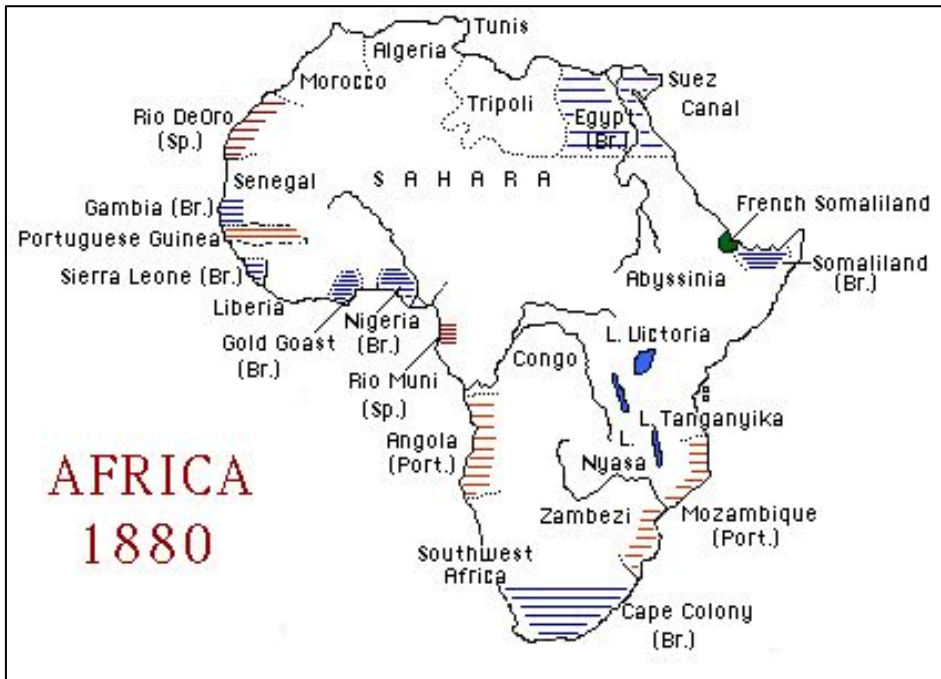 Tunis
Algeria
Morocco
Suez
Canal
Tripoli
Egypt
(Br.)
Rio DeOro
(Sp.)
S A H A R A
Senegal
Gambia (Br.)
French Somaliland
Portuguese Guinea
Sierra Leone (Br.)
Abyssinia
Somaliland
(Br.)
Liberia
Gold Goast
(Br.)
Nigeria
(Br.)
L. Victoria
Congo
Rio Muni
(Sp.)
L. Tanganyika
Angola
(Port.)
L.
Nyasa
AFRICA
1880
Zambezi
Mozambique
(Port.)
Southwest
Africa
Cape Colony
(Br.)